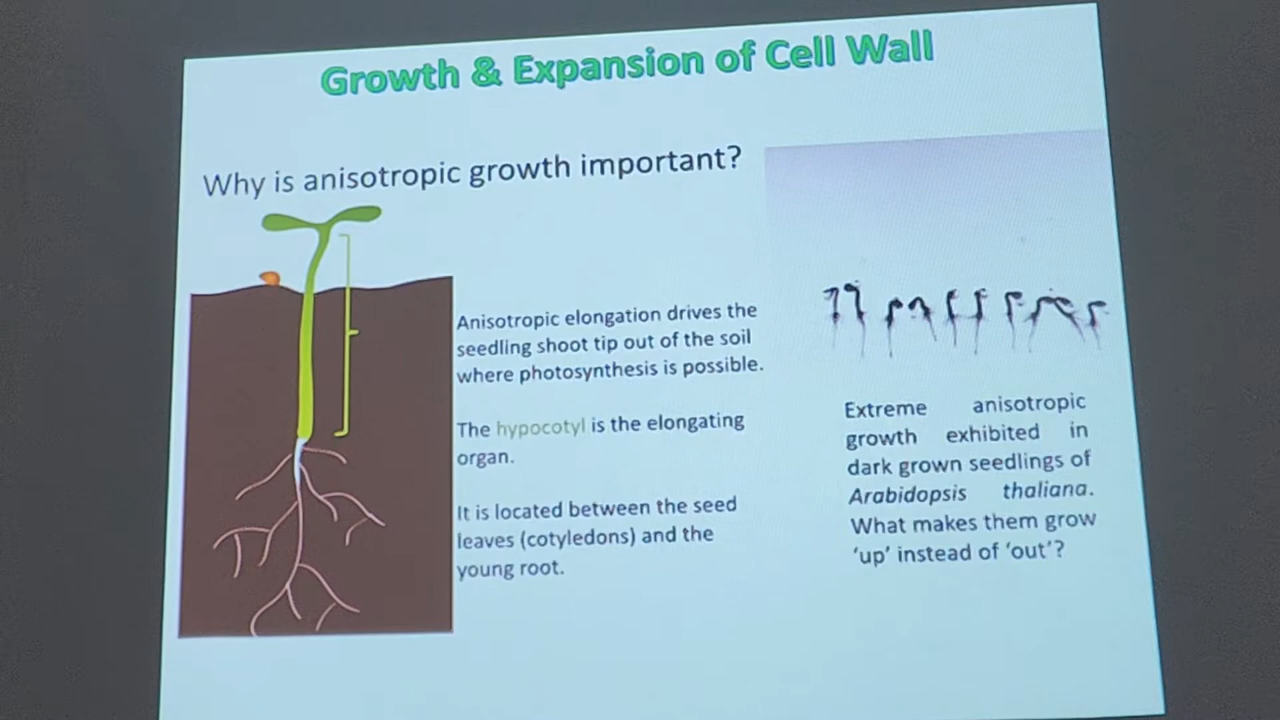 Growth & Expansion of Cell Wall
Why is anisotropic growth important?
Anisotropic elongation drives the
seedling shoot tip out of the soil
where photosynthesis is possible.
The hypocotyl is the elongating
organ.
It is located between the seed
leaves (cotyledons) and the
young root.
Extreme anisotropic
growth exhibited in
dark grown seedlings of
Arabidopsis thaliana.
What makes them grow
‘up’ instead of ‘out’?